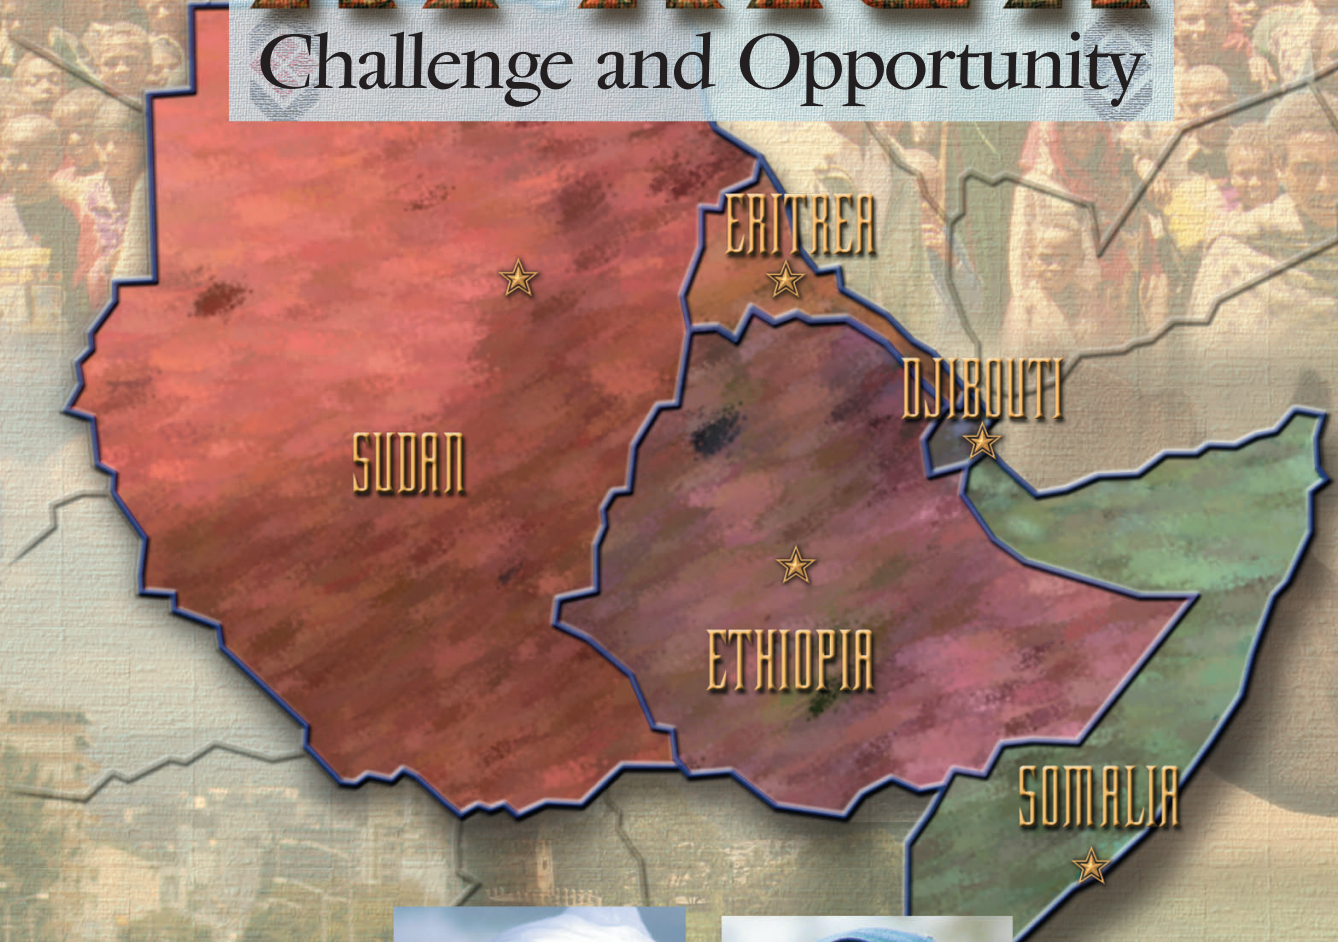 Challenge and Opportunity
ERITREA
DJIBOUTI
SUDAN
ETHIOPIA
SOMALIA